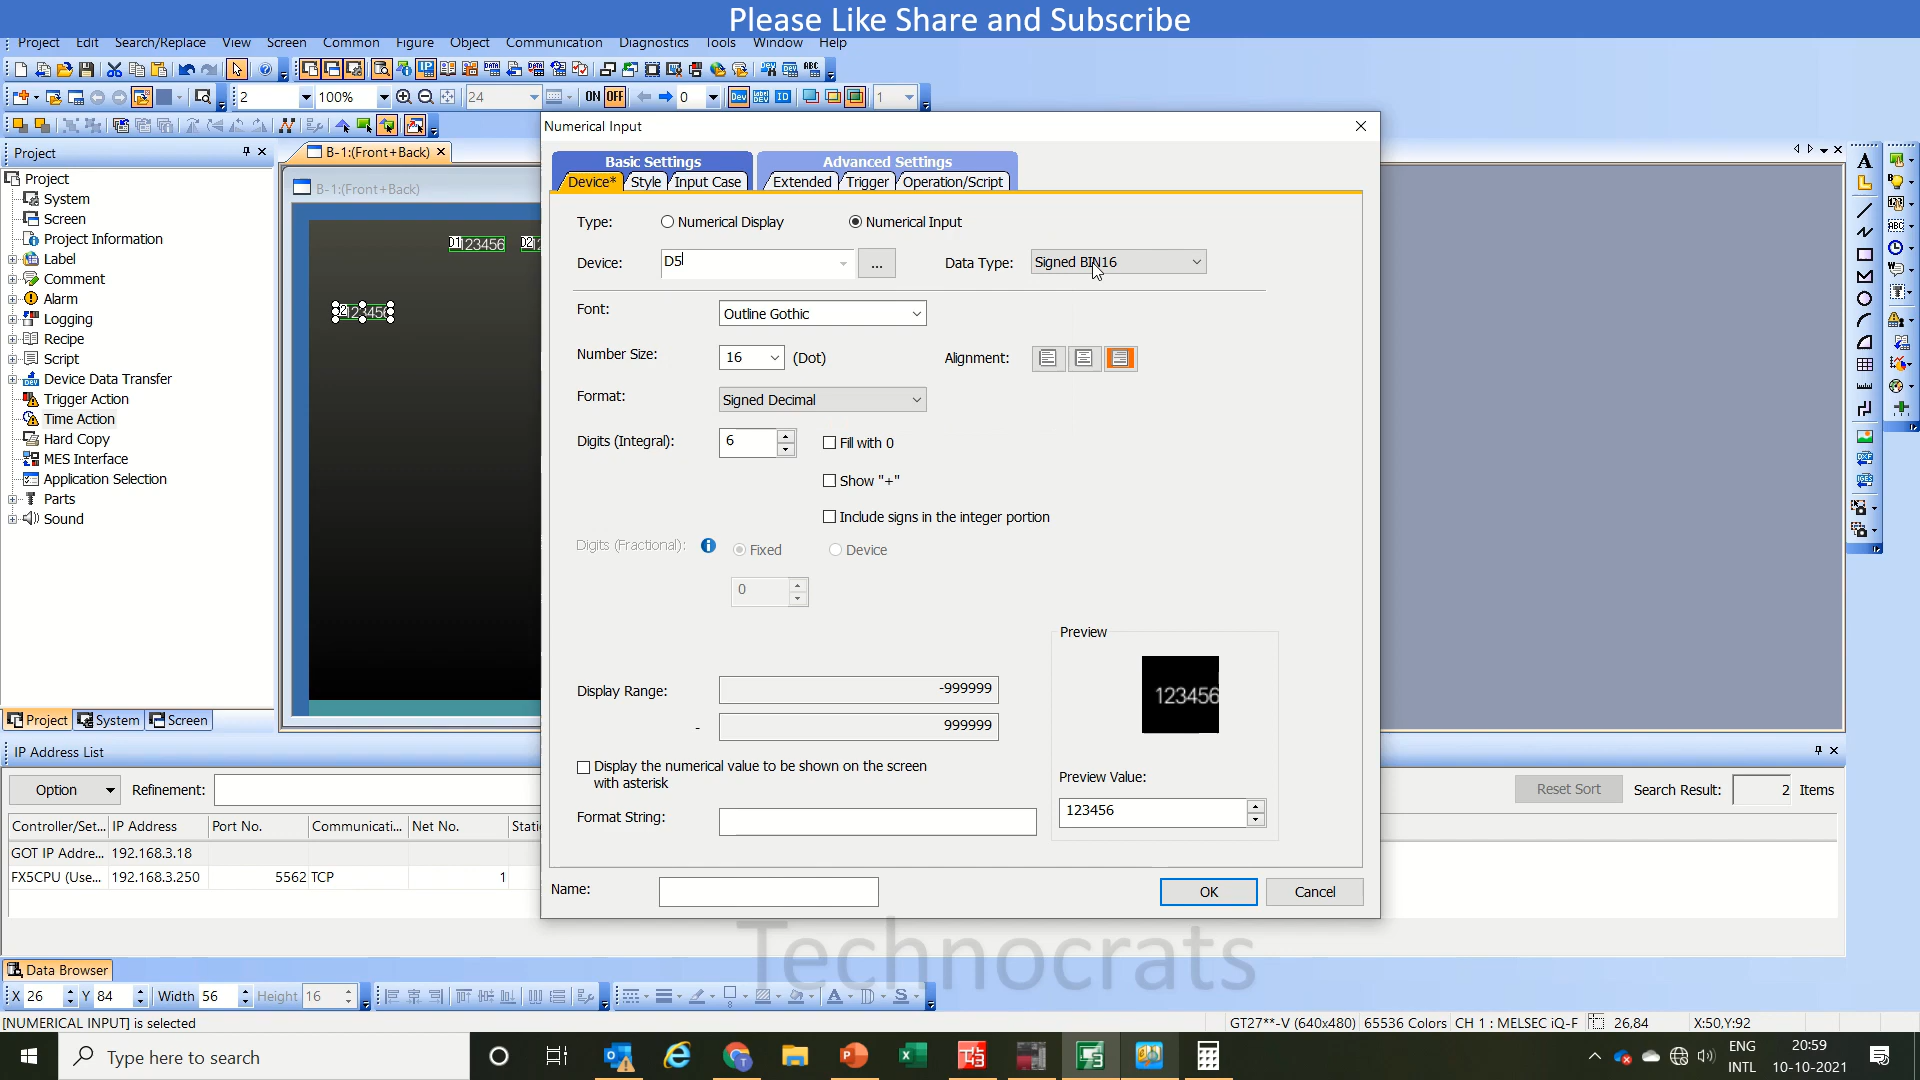 Please Like Share and Subscribe
Project Edit Search/Replace View Screen Common Figure Object Communication Diagnostics Tools Window Help
2 100% 24 ON OFF 0 Dev ID 1
Project
B-1:(Front+Back)
Project
System
Screen
Project Information
Label
Comment
Alarm
Logging
Recipe
Script
Device Data Transfer
Trigger Action
Time Action
Hard Copy
MES Interface
Application Selection
Parts
Sound
Project System Screen
B-1:(Front+Back)
D1 123456 D2
Numerical Input
Basic Settings Advanced Settings
Device* Style Input Case Extended Trigger Operation/Script
Type: Numerical Display Numerical Input
Device: D5 ... Data Type: Signed BIN16
Font: Outline Gothic
Number Size: 16 (Dot) Alignment:
Format: Signed Decimal
Digits (Integral): 6 Fill with 0
Show "+"
Include signs in the integer portion
Digits (Fractional): Fixed Device
0
Display Range: -999999
- 999999
Display the numerical value to be shown on the screen
with asterisk
Format String:
Preview
123456
Preview Value:
123456
Name:
OK Cancel
IP Address List
Option Refinement: Reset Sort Search Result: 2 Items
Controller/Set... IP Address Port No. Communicati... Net No. Stati
GOT IP Addre... 192.168.3.18
FX5CPU (Use... 192.168.3.250 5562 TCP 1
Technocrats
Data Browser
X 26 Y 84 Width 56 Height 16
[NUMERICAL INPUT] is selected GT27**-V (640x480) 65536 Colors CH 1 : MELSEC iQ-F 26,84 X:50,Y:92
Type here to search
ENG
INTL
20:59
10-10-2021